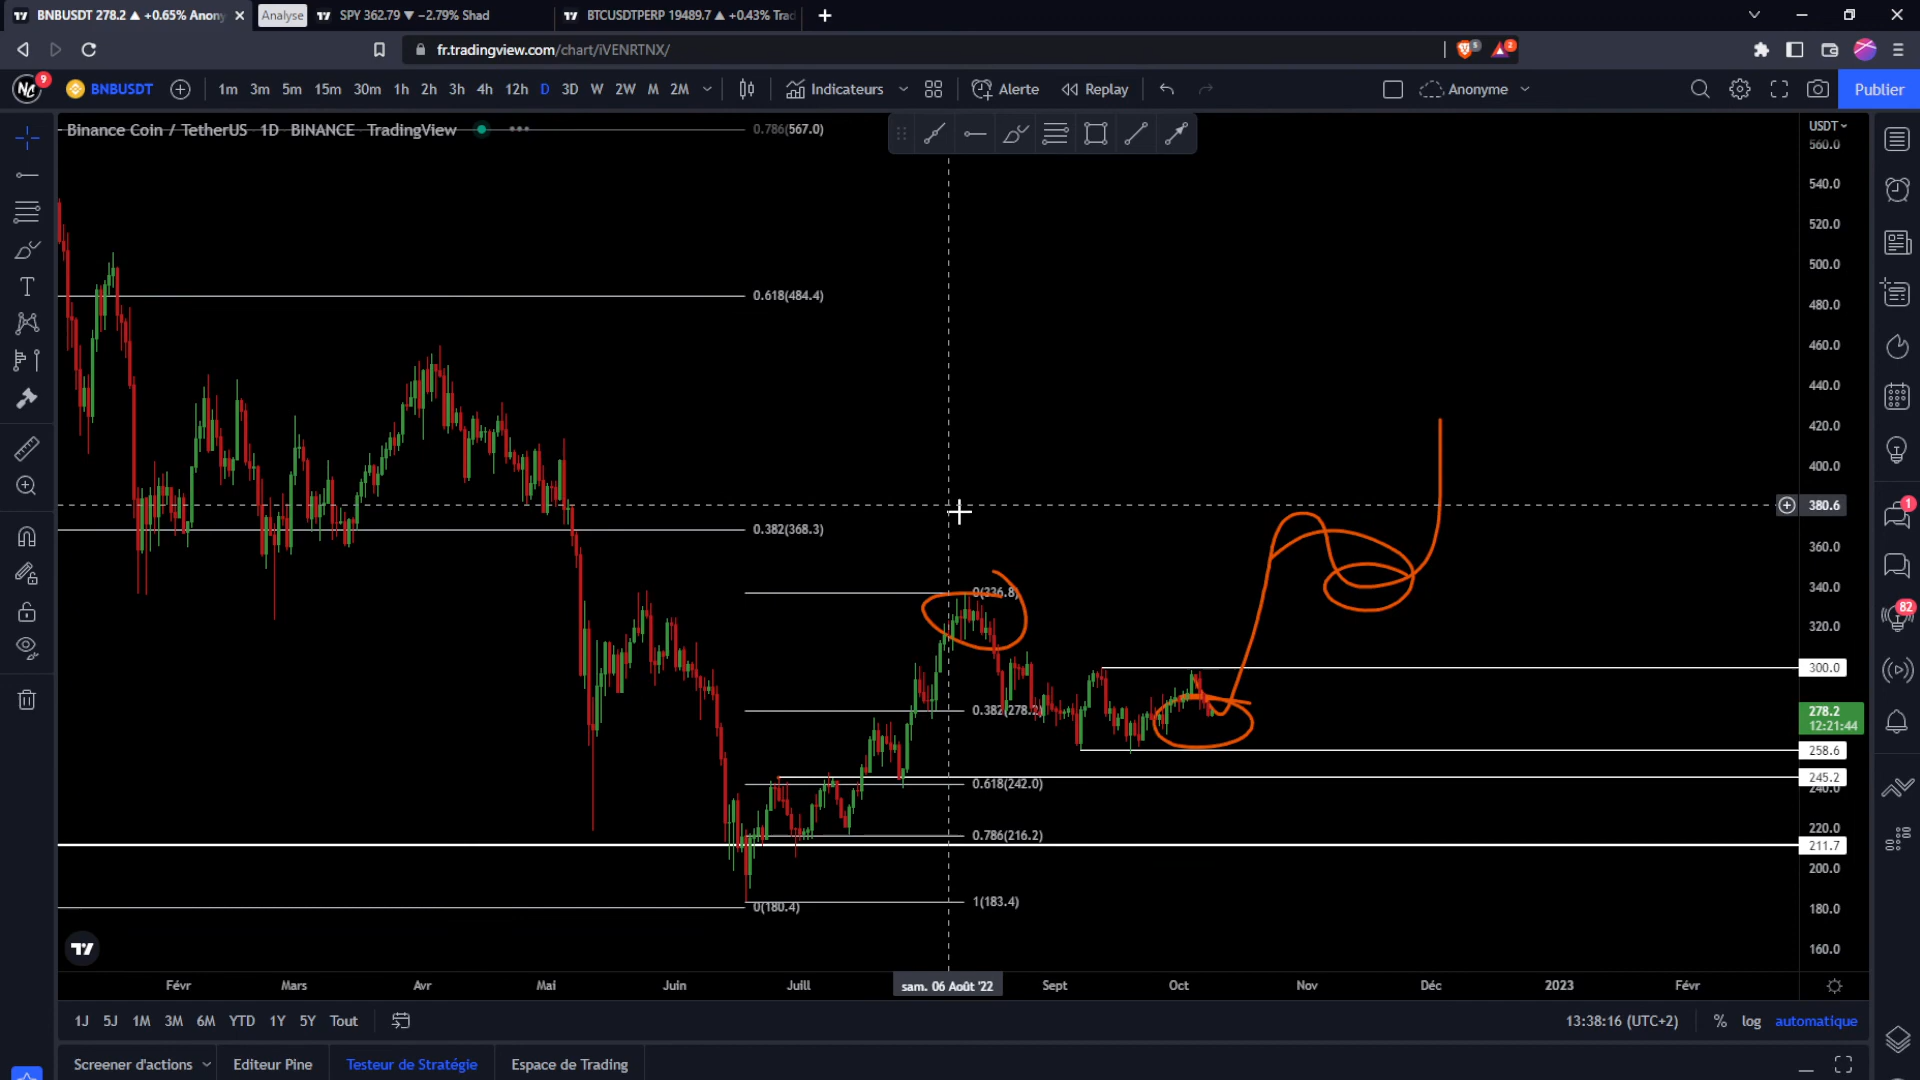 BNBUSDT 278.2 ▲ +0.65% Anony
Analyse
SPY 362.79 ▼ −2.79% Shad
BTCUSDTPERP 19489.7 ▲ +0.43% Trad
fr.tradingview.com/chart/iVENRTNX/
5
2
NC
9
BNBUSDT
1m 3m 5m 15m 30m 1h 2h 3h 4h 12h D 3D W 2W M 2M
Indicateurs
Alerte
Replay
Anonyme
Publier
Binance Coin / TetherUS 1D BINANCE TradingView
0.786(567.0)
0.618(484.4)
0.382(368.3)
0(336.8)
0.382(278.2)
0.618(242.0)
0.786(216.2)
1(183.4)
0(180.4)
USDT
560.0
540.0
520.0
500.0
480.0
460.0
440.0
420.0
400.0
380.6
360.0
340.0
320.0
300.0
278.2
12:21:44
258.6
245.2
240.0
220.0
211.7
200.0
180.0
160.0
1
82
Févr Mars Avr Mai Juin Juill sam. 06 Août '22 Sept Oct Nov Déc 2023 Févr
1J 5J 1M 3M 6M YTD 1Y 5Y Tout
13:38:16 (UTC+2) % log automatique
Screener d'actions Editeur Pine Testeur de Stratégie Espace de Trading